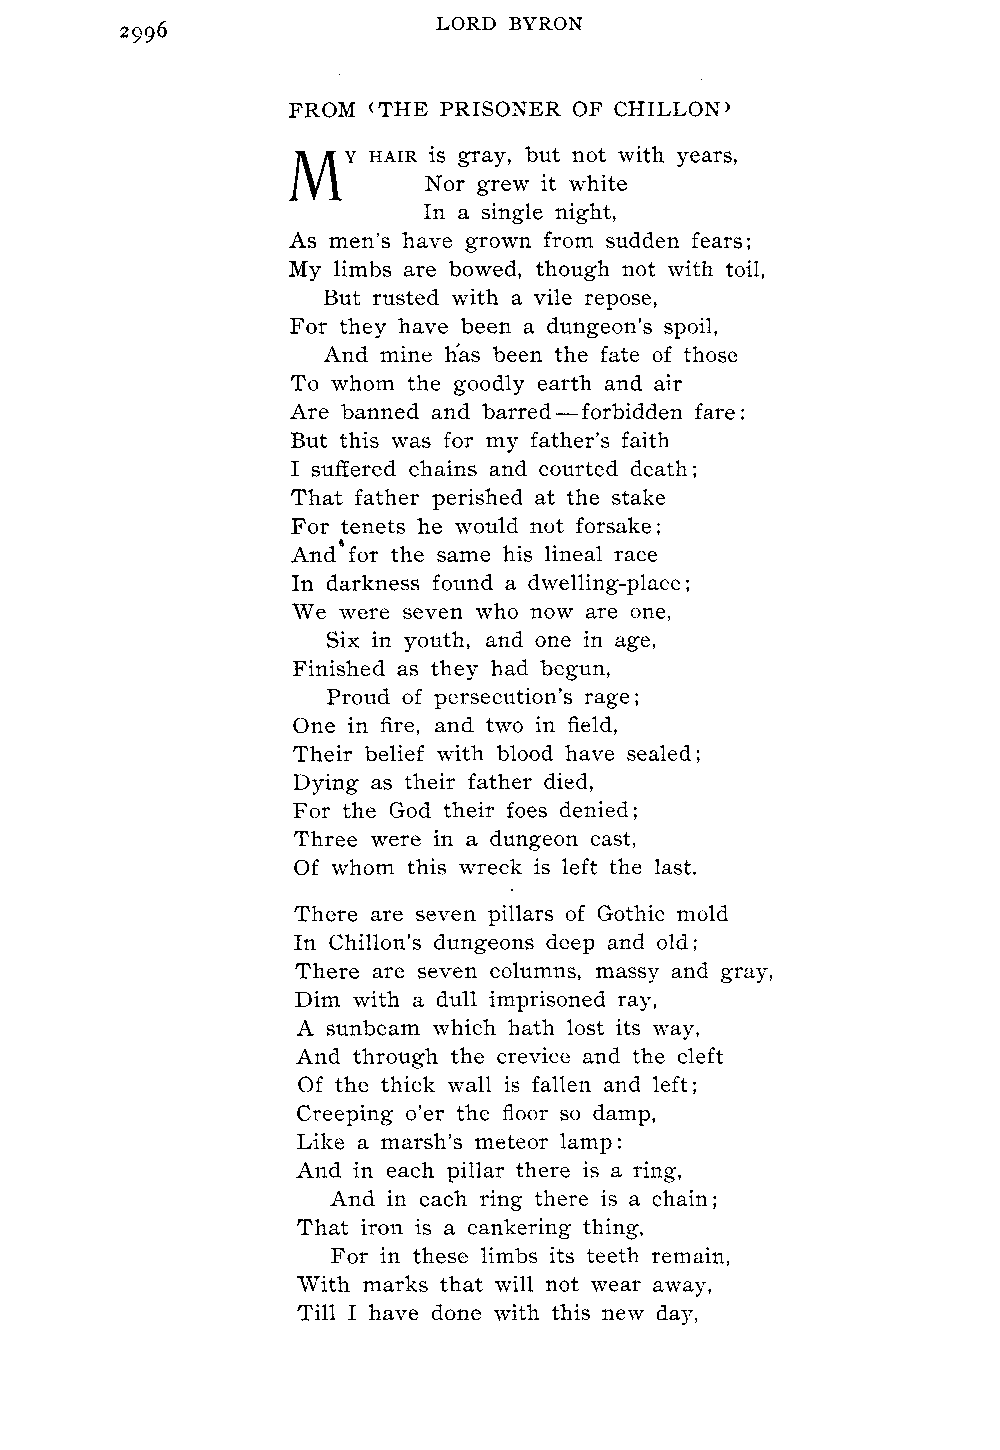 2996
LORD BYRON
FROM ‹THE PRISONER OF CHILLON›
MY HAIR is gray, but not with years,
Nor grew it white
In a single night,
As men's have grown from sudden fears;
My limbs are bowed, though not with toil,
But rusted with a vile repose,
For they have been a dungeon's spoil,
And mine has been the fate of those
To whom the goodly earth and air
Are banned and barred—forbidden fare:
But this was for my father's faith
I suffered chains and courted death;
That father perished at the stake
For tenets he would not forsake;
And for the same his lineal race
In darkness found a dwelling-place;
We were seven who now are one,
Six in youth, and one in age,
Finished as they had begun,
Proud of persecution's rage;
One in fire, and two in field,
Their belief with blood have sealed;
Dying as their father died,
For the God their foes denied;
Three were in a dungeon cast,
Of whom this wreck is left the last.
There are seven pillars of Gothic mold
In Chillon's dungeons deep and old;
There are seven columns, massy and gray,
Dim with a dull imprisoned ray,
A sunbeam which hath lost its way,
And through the crevice and the cleft
Of the thick wall is fallen and left;
Creeping o'er the floor so damp,
Like a marsh's meteor lamp:
And in each pillar there is a ring,
And in each ring there is a chain;
That iron is a cankering thing,
For in these limbs its teeth remain,
With marks that will not wear away,
Till I have done with this new day,